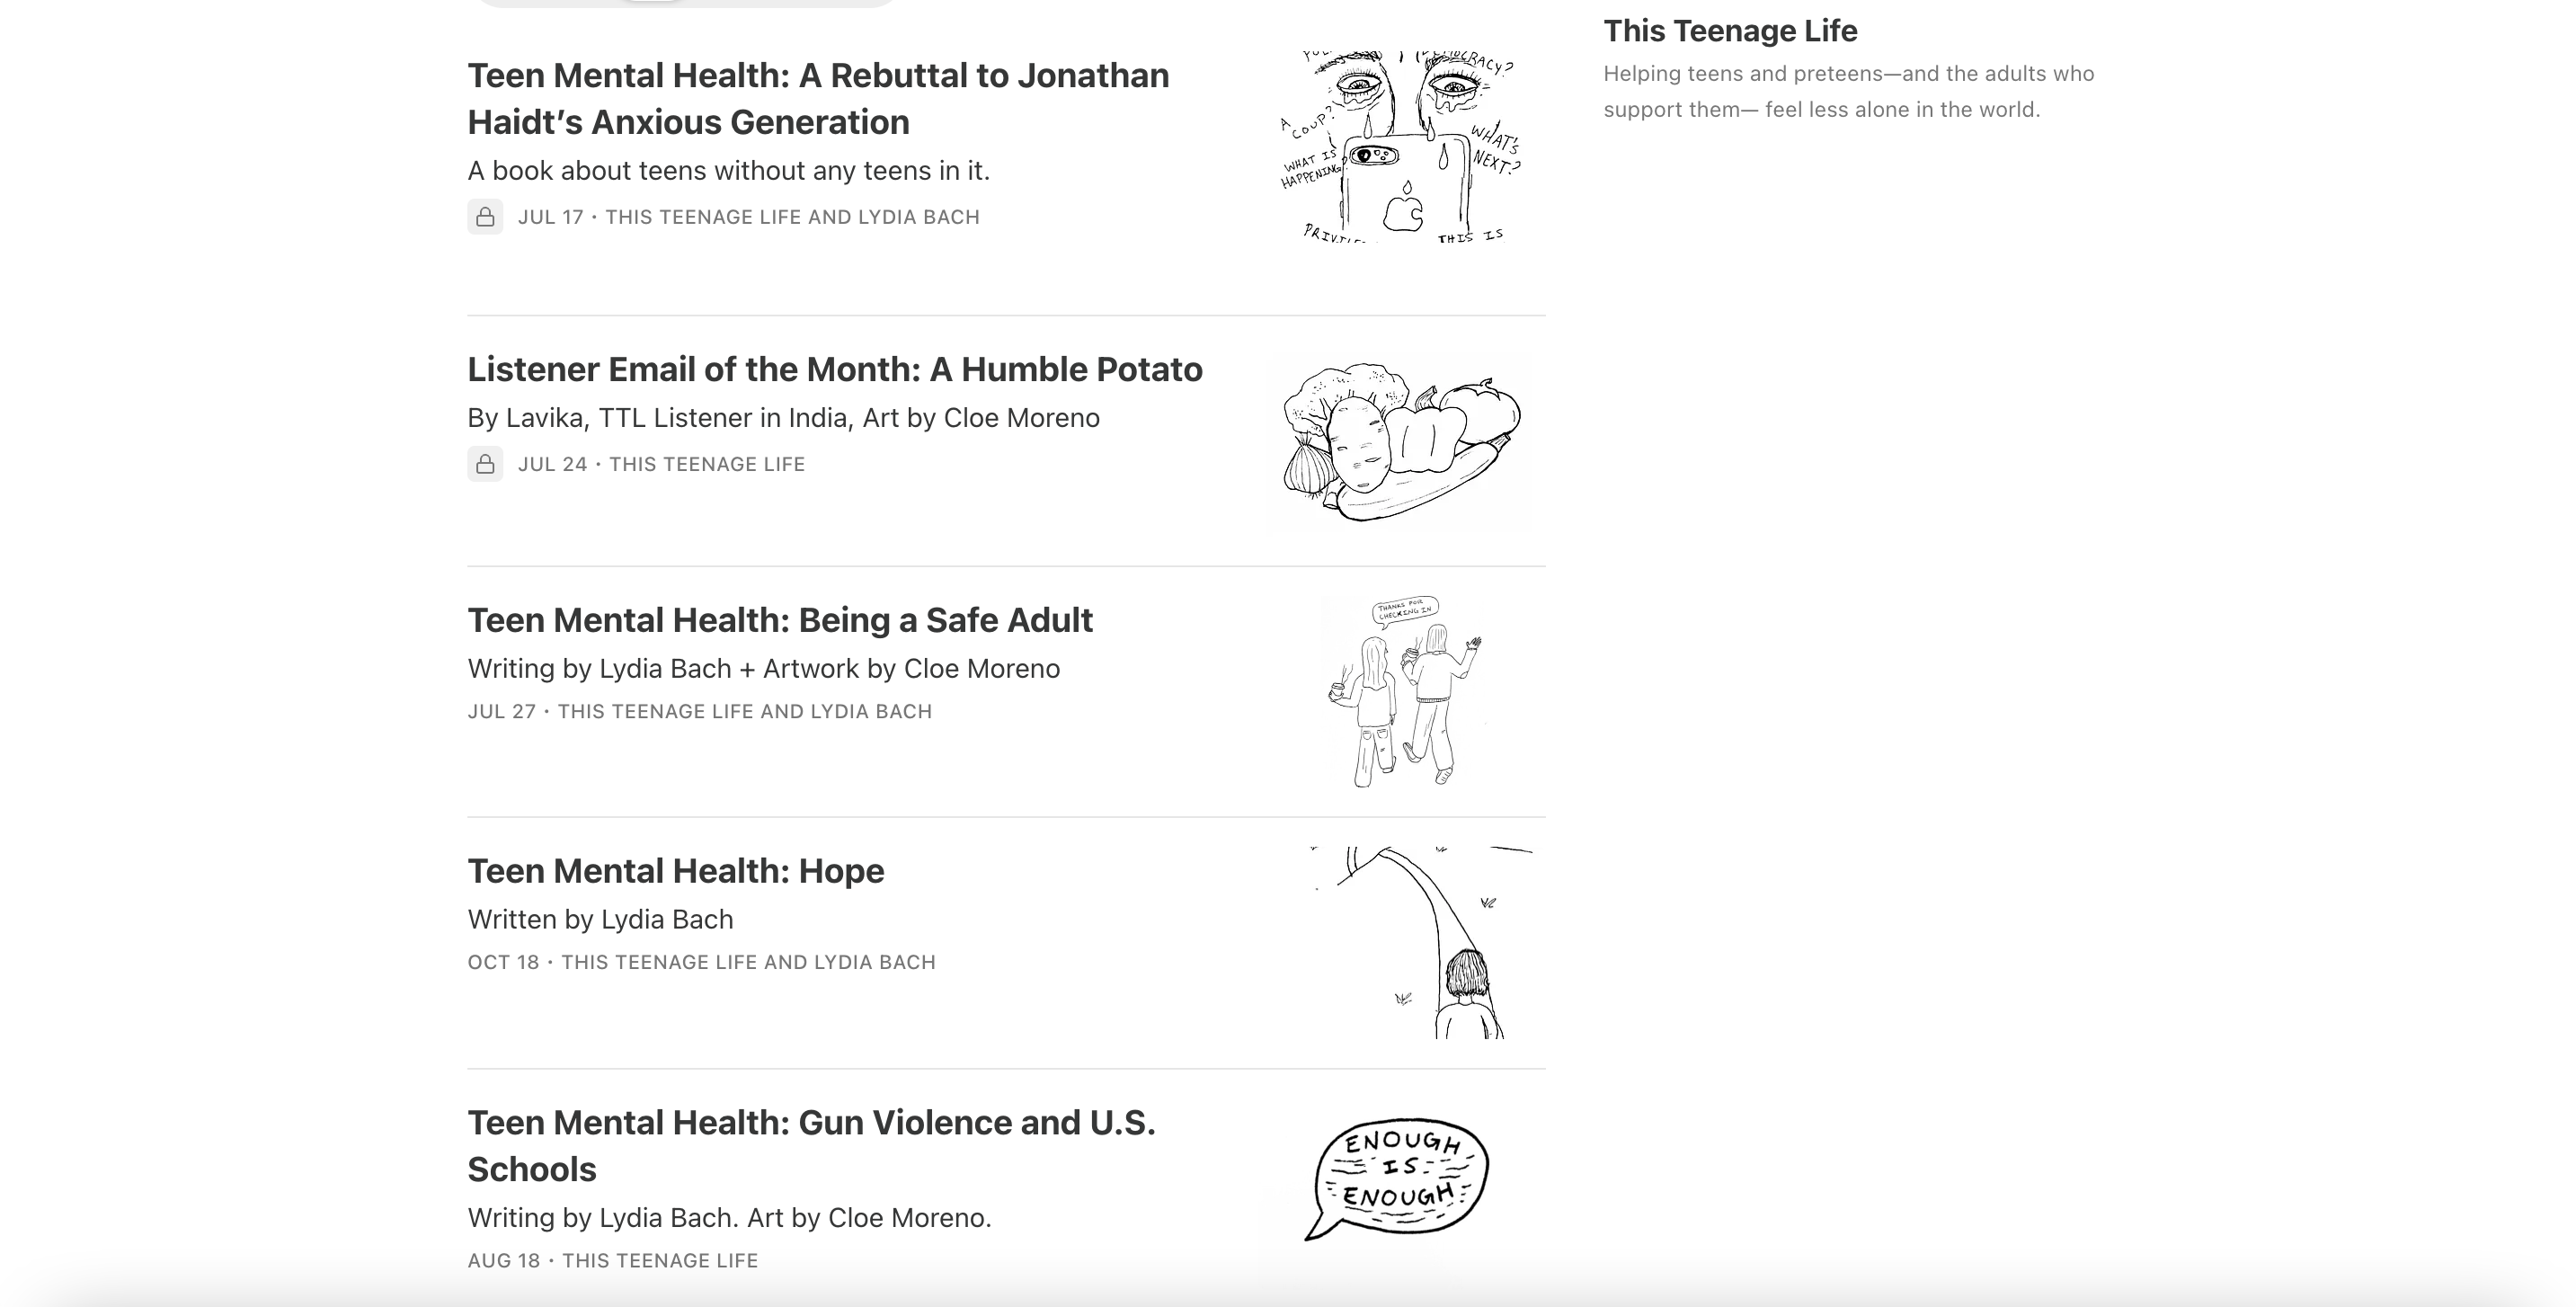 Teen Mental Health: A Rebuttal to Jonathan
Haidt’s Anxious Generation
A book about teens without any teens in it.
JUL 17 • THIS TEENAGE LIFE AND LYDIA BACH
A
COUP?
WHAT IS
HAPPENING?
WHAT'S
NEXT?
THIS IS
Listener Email of the Month: A Humble Potato
By Lavika, TTL Listener in India, Art by Cloe Moreno
JUL 24 • THIS TEENAGE LIFE
Teen Mental Health: Being a Safe Adult
Writing by Lydia Bach + Artwork by Cloe Moreno
JUL 27 • THIS TEENAGE LIFE AND LYDIA BACH
THANKS FOR
CHECKING IN
Teen Mental Health: Hope
Written by Lydia Bach
OCT 18 • THIS TEENAGE LIFE AND LYDIA BACH
Teen Mental Health: Gun Violence and U.S.
Schools
Writing by Lydia Bach. Art by Cloe Moreno.
AUG 18 • THIS TEENAGE LIFE
ENOUGH
IS
ENOUGH
This Teenage Life
Helping teens and preteens—and the adults who
support them— feel less alone in the world.